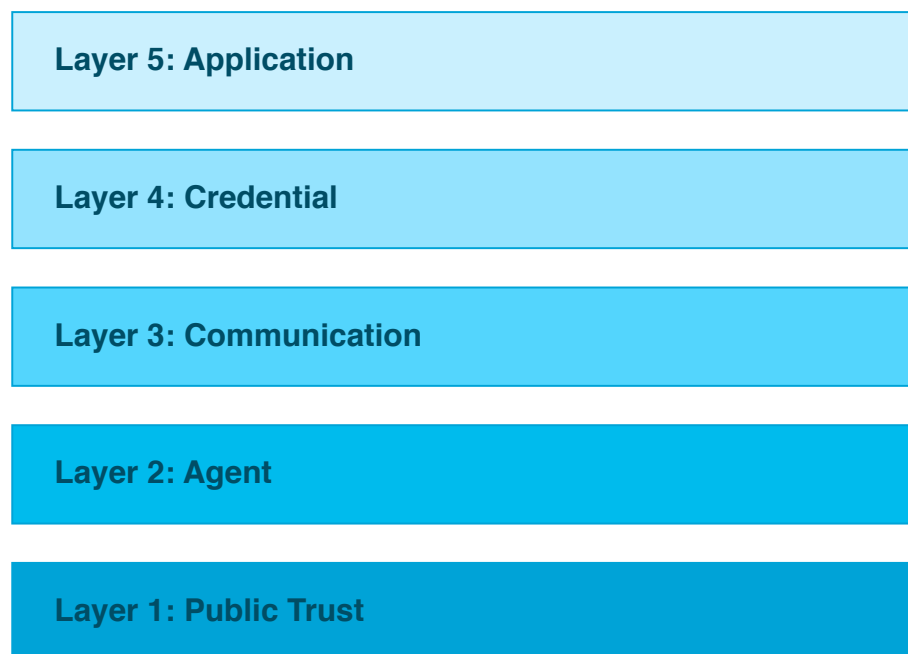 Layer 5: Application
Layer 4: Credential
Layer 3: Communication
Layer 2: Agent
Layer 1: Public Trust